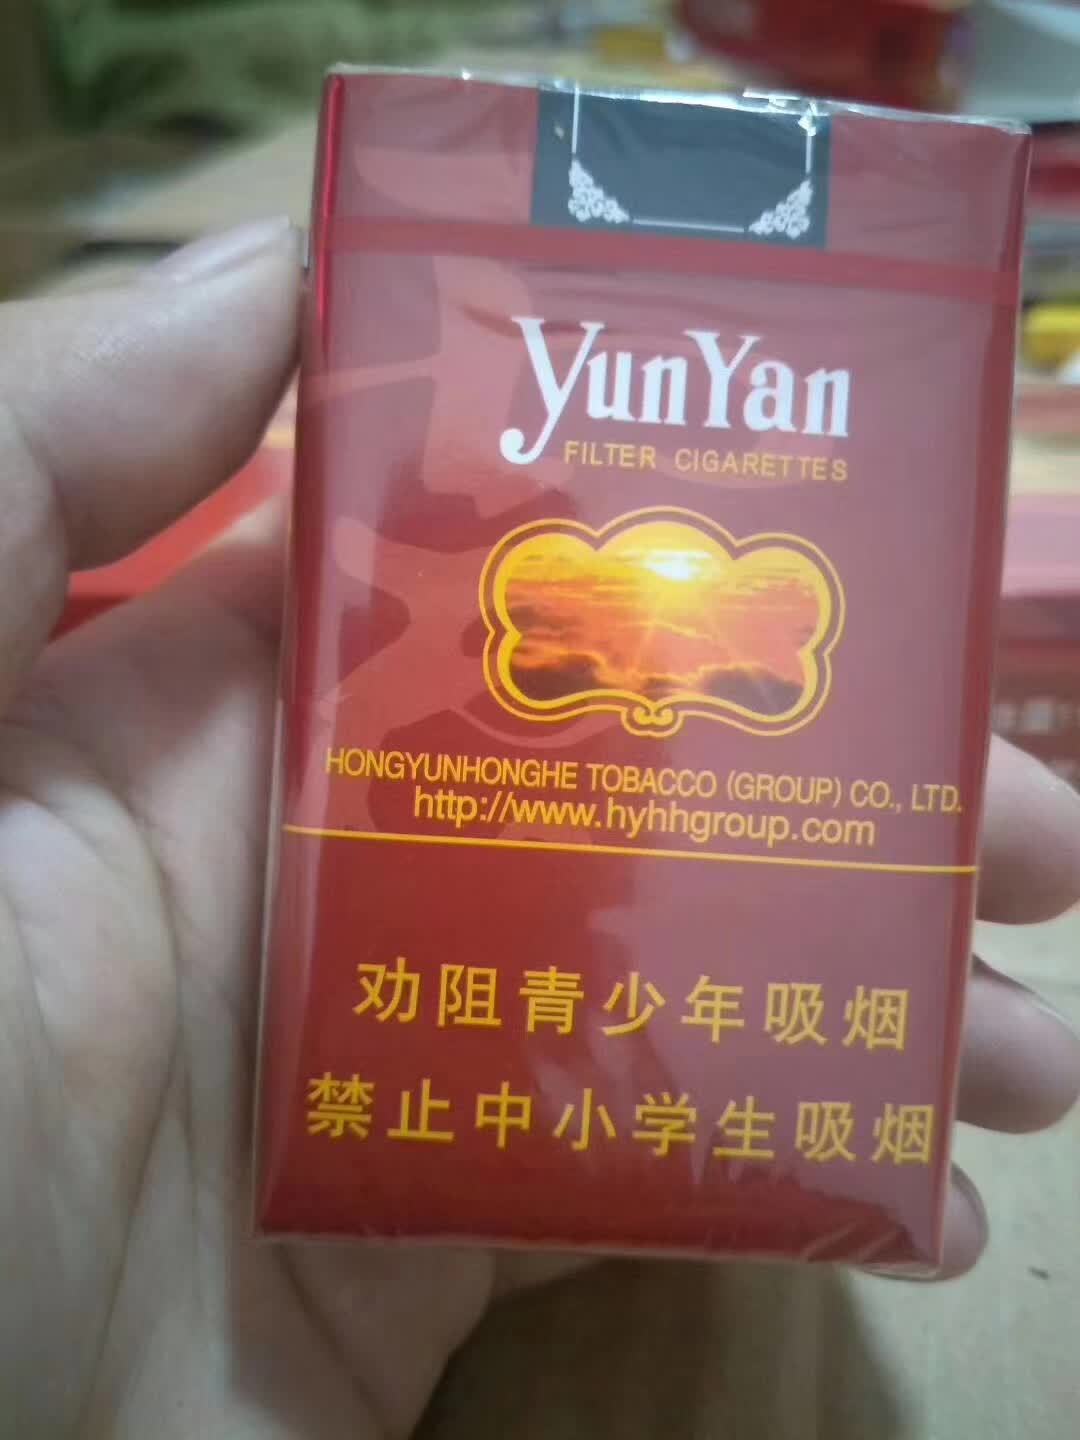 YunYan
FILTER CIGARETTES
HONGYUNHONGHE TOBACCO (GROUP) CO., LTD.
http://www.hyhhgroup.com
劝阻青少年吸烟
禁止中小学生吸烟